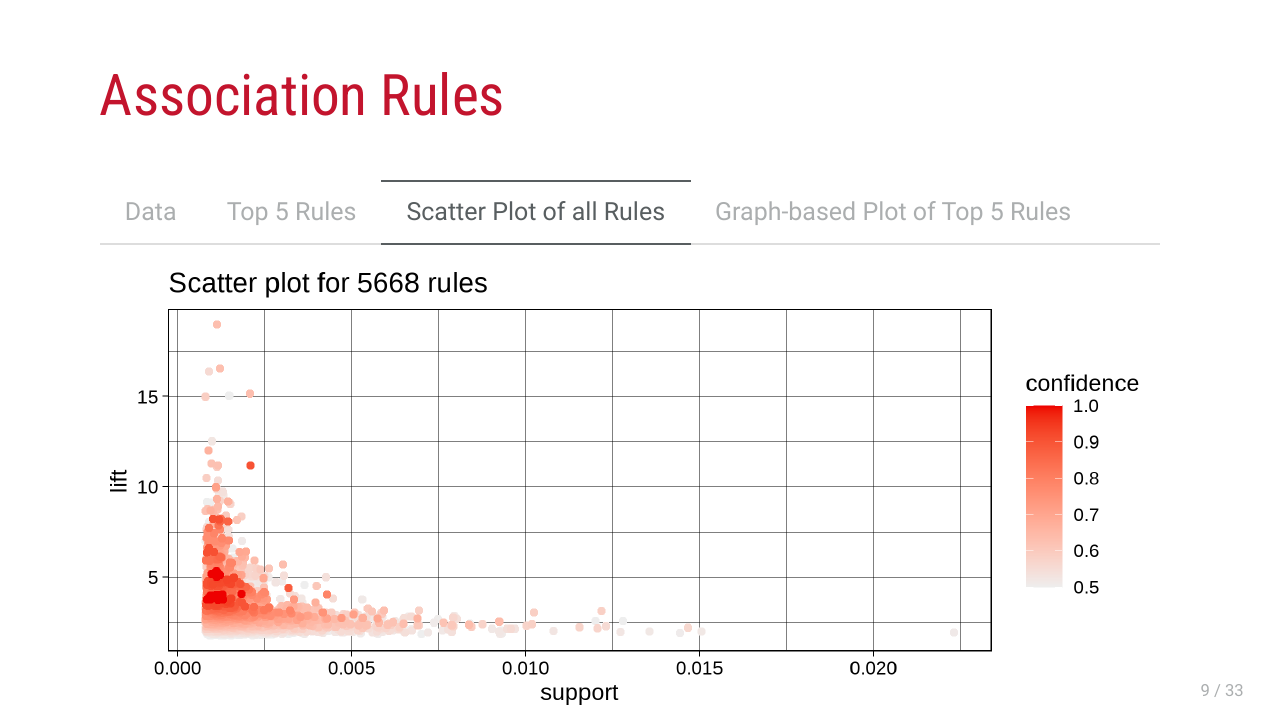 Association Rules
Data Top 5 Rules Scatter Plot of all Rules Graph-based Plot of Top 5 Rules
Scatter plot for 5668 rules
lift
15
10
5
0.000 0.005 0.010 0.015 0.020
support
confidence
1.0
0.9
0.8
0.7
0.6
0.5
9 / 33